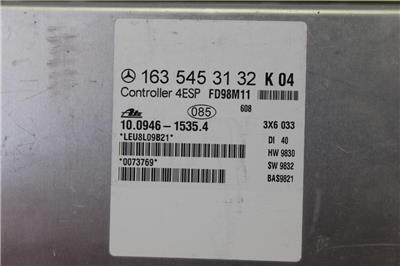 163 545 31 32 K 04
Controller 4ESP FD98M11
608
Ate 085
10.0946-1535.4 3X6 033
*LEU8L09B21* DI 40
HW 9830
*0073769* SW 9832
BAS9821